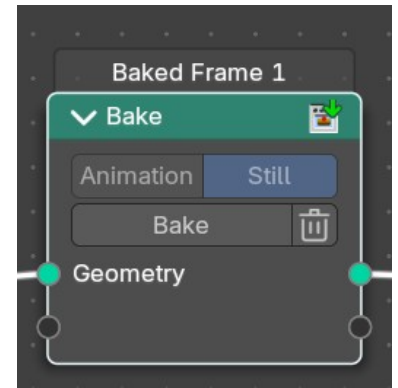 Baked Frame 1
Bake
Animation Still
Bake
Geometry